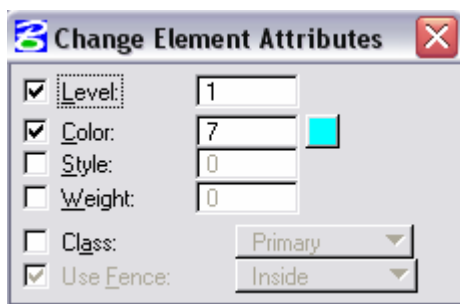 Change Element Attributes
Level: 1
Color: 7
Style: 0
Weight: 0
Class: Primary
Use Fence: Inside